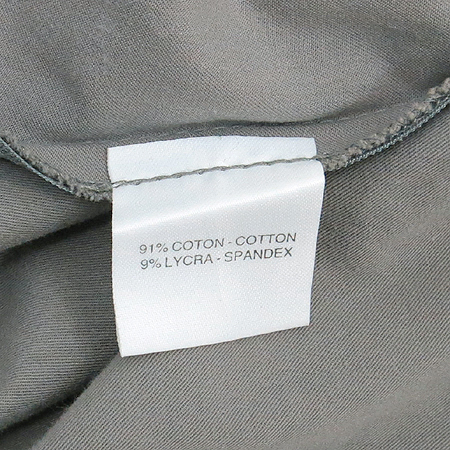 91% COTON - COTTON
9% LYCRA - SPANDEX